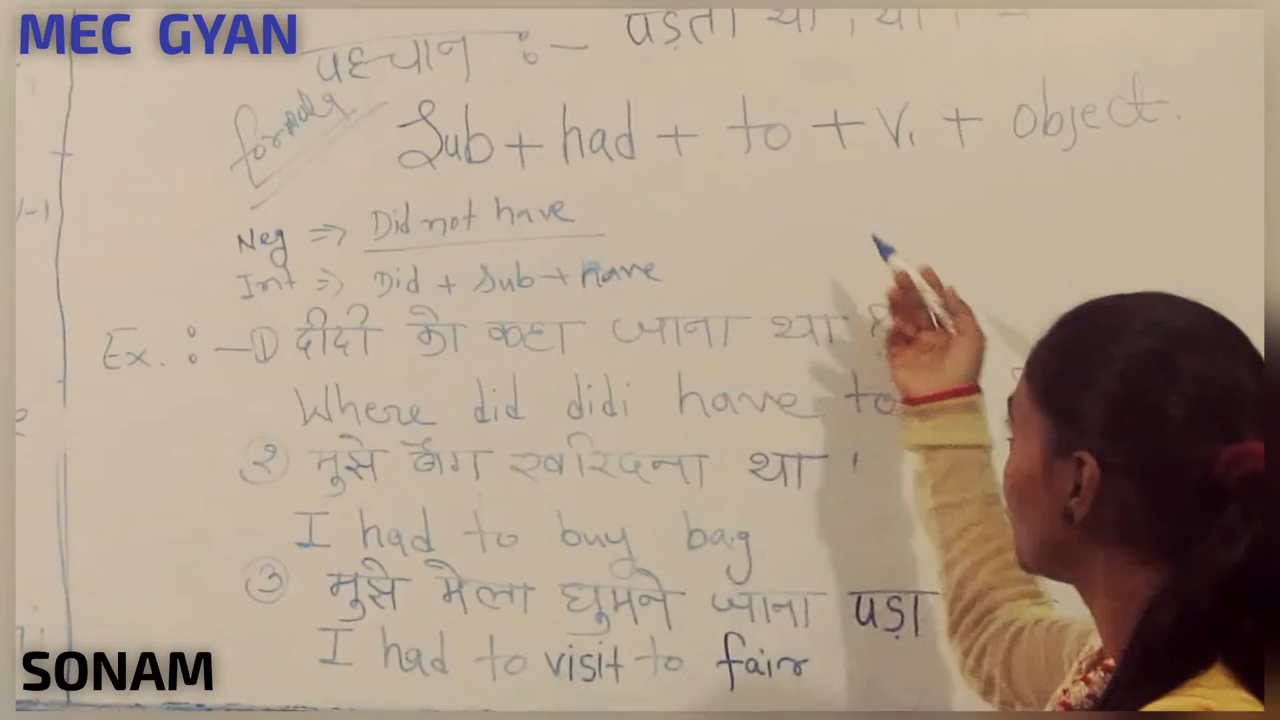 MEC GYAN
पहचान :- पड़ता था, था
formula
Sub + had + to + V1 + Object.
Neg => Did not have
Int => Did + Sub + have
Ex. :- ① दीदी को कहा जाना था ?
Where did didi have to
② मुझे बैग खरिदना था ।
I had to buy bag
③ मुझे मेला घुमने जाना पड़ा
I had to visit to fair
SONAM